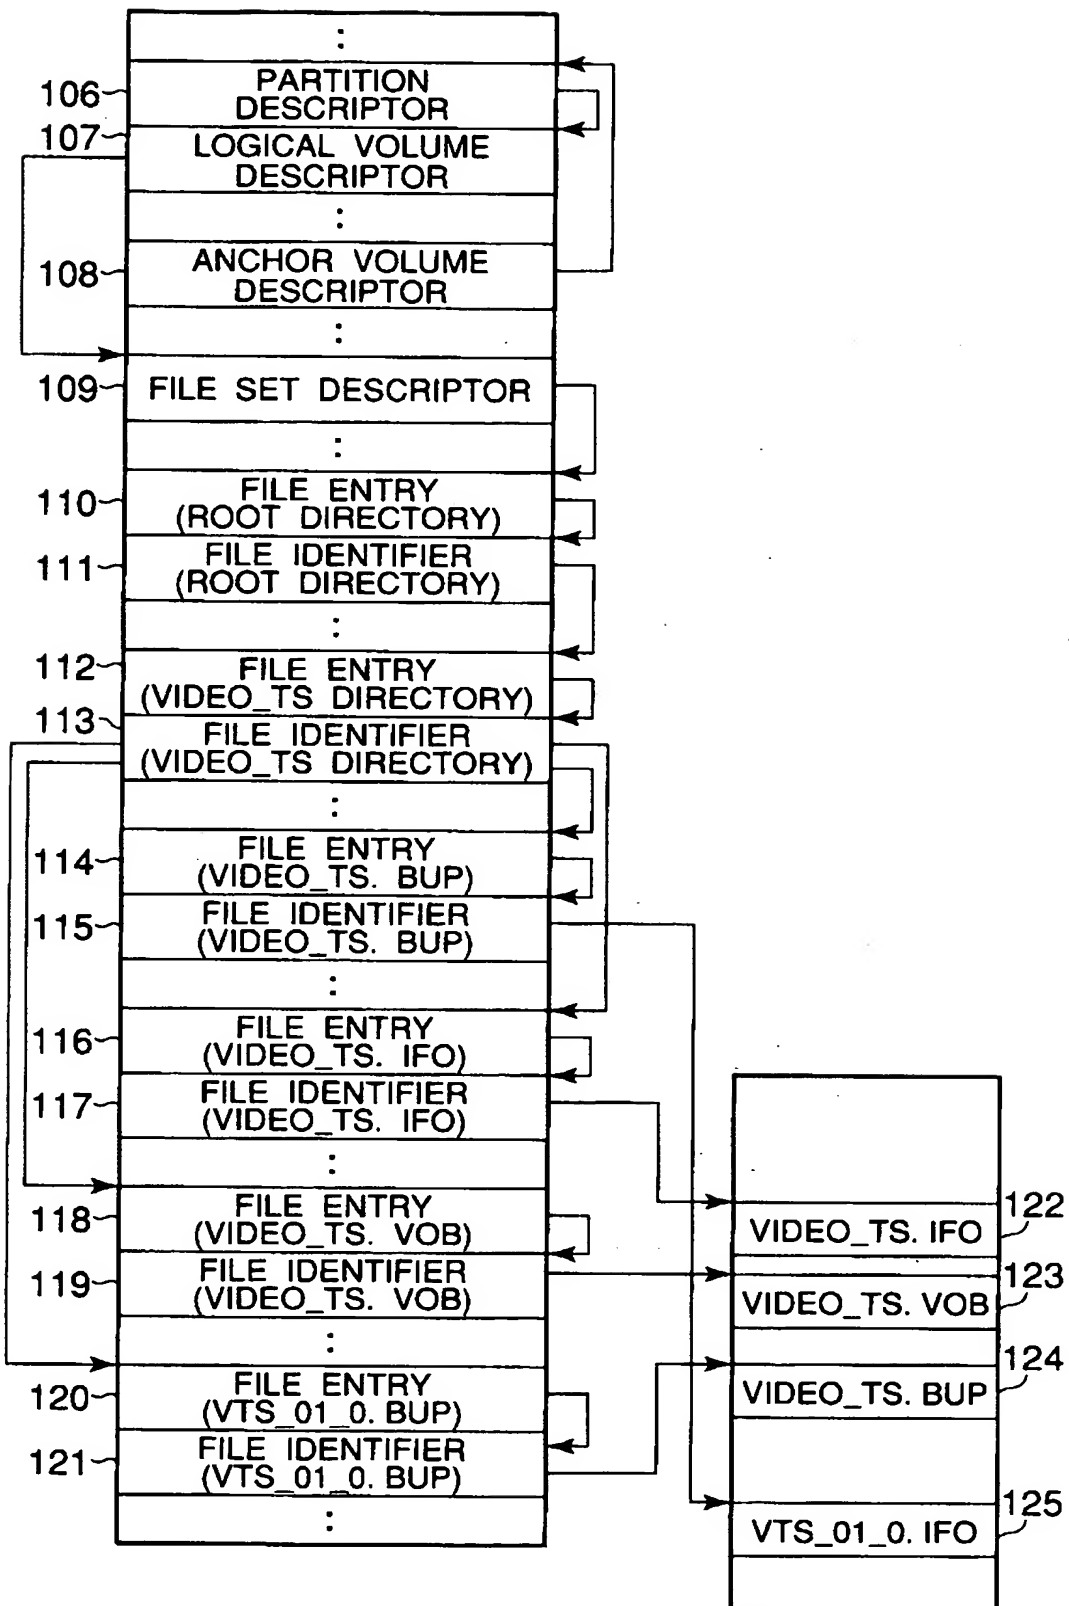 106
PARTITION
DESCRIPTOR
107
LOGICAL VOLUME
DESCRIPTOR
108
ANCHOR VOLUME
DESCRIPTOR
109
FILE SET DESCRIPTOR
110
FILE ENTRY
(ROOT DIRECTORY)
111
FILE IDENTIFIER
(ROOT DIRECTORY)
112
FILE ENTRY
(VIDEO_TS DIRECTORY)
113
FILE IDENTIFIER
(VIDEO_TS DIRECTORY)
114
FILE ENTRY
(VIDEO_TS. BUP)
115
FILE IDENTIFIER
(VIDEO_TS. BUP)
116
FILE ENTRY
(VIDEO_TS. IFO)
117
FILE IDENTIFIER
(VIDEO_TS. IFO)
118
FILE ENTRY
(VIDEO_TS. VOB)
119
FILE IDENTIFIER
(VIDEO_TS. VOB)
120
FILE ENTRY
(VTS_01_0. BUP)
121
FILE IDENTIFIER
(VTS_01_0. BUP)
122
VIDEO_TS. IFO
123
VIDEO_TS. VOB
124
VIDEO_TS. BUP
125
VTS_01_0. IFO